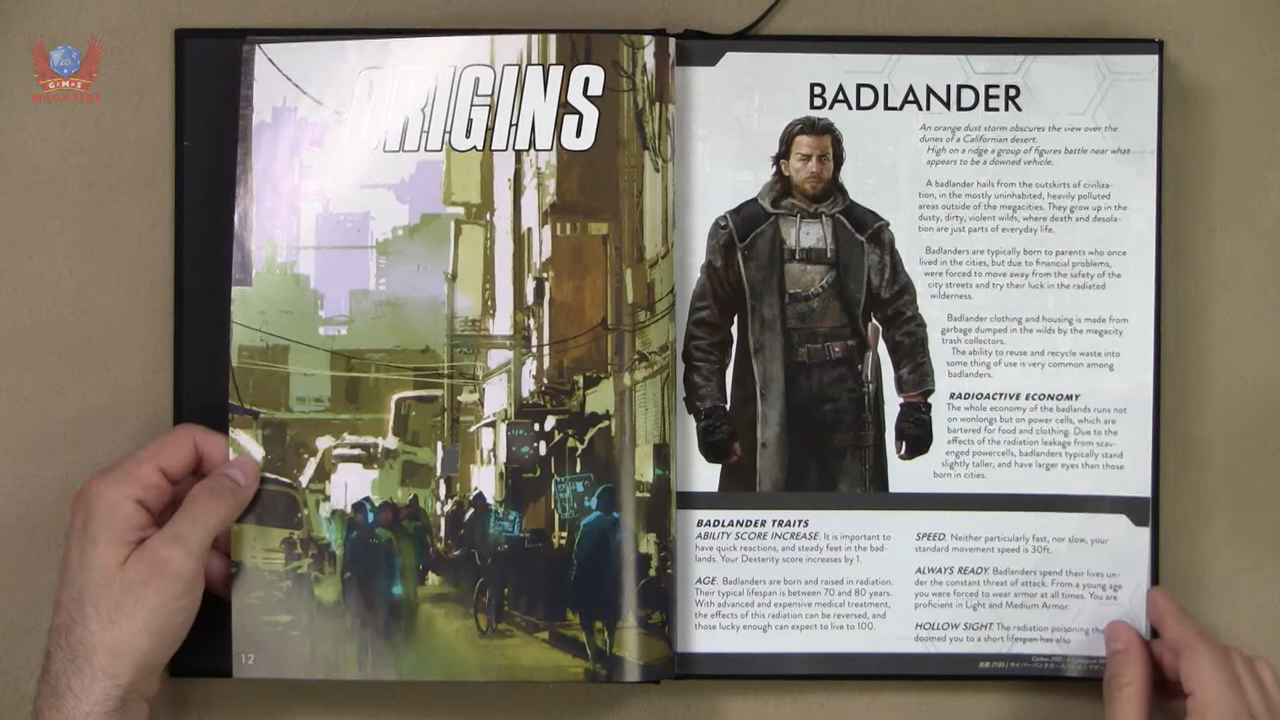 20
GAMES
MAGAZINE
ORIGINS
12
BADLANDER
An orange dust storm obscures the view over the
dunes of a Californian desert.
High on a ridge a group of figures battle near what
appears to be a downed vehicle.
A badlander hails from the outskirts of civiliza-
tion, in the mostly uninhabited, heavily polluted
areas outside of the megacities. They grow up in the
dusty, dirty, violent wilds, where death and desola-
tion are just parts of everyday life.
Badlanders are typically born to parents who once
lived in the cities, but due to financial problems,
were forced to move away from the safety of the
city streets and try their luck in the radiated
wilderness.
Badlander clothing and housing is made from
garbage dumped in the wilds by the megacity
trash collectors.
The ability to reuse and recycle waste into
some thing of use is very common among
badlanders.
RADIOACTIVE ECONOMY
The whole economy of the badlands runs not
on wonlongs but on power cells, which are
bartered for food and clothing. Due to the
effects of the radiation leakage from scav-
enged powercells, badlanders typically stand
slightly taller, and have larger eyes than those
born in cities.
BADLANDER TRAITS
ABILITY SCORE INCREASE. It is important to
have quick reactions, and steady feet in the bad-
lands. Your Dexterity score increases by 1.
AGE. Badlanders are born and raised in radiation.
Their typical lifespan is between 70 and 80 years.
With advanced and expensive medical treatment,
the effects of this radiation can be reversed, and
those lucky enough can expect to live to 100.
SPEED. Neither particularly fast, nor slow, your
standard movement speed is 30ft.
ALWAYS READY. Badlanders spend their lives un-
der the constant threat of attack. From a young age
you were forced to wear armor at all times. You are
proficient in Light and Medium Armor.
HOLLOW SIGHT. The radiation poisoning
doomed you to a short lifespan has also